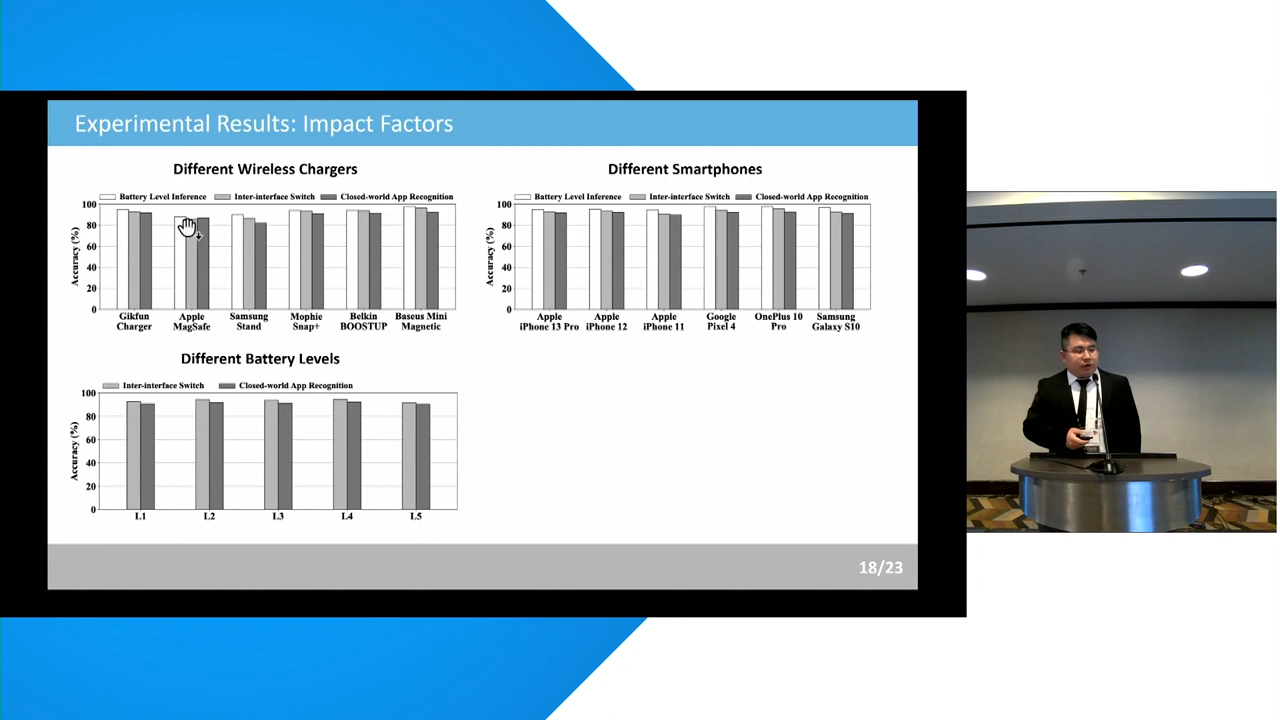 Experimental Results: Impact Factors
Different Wireless Chargers
Battery Level Inference Inter-interface Switch Closed-world App Recognition
Accuracy (%)
100
80
60
40
20
0
Gikfun Charger
Apple MagSafe
Samsung Stand
Mophie Snap+
Belkin BOOSTUP
Baseus Mini Magnetic
Different Smartphones
Battery Level Inference Inter-interface Switch Closed-world App Recognition
Accuracy (%)
100
80
60
40
20
0
Apple iPhone 13 Pro
Apple iPhone 12
Apple iPhone 11
Google Pixel 4
OnePlus 10 Pro
Samsung Galaxy S10
Different Battery Levels
Inter-interface Switch Closed-world App Recognition
Accuracy (%)
100
80
60
40
20
0
L1 L2 L3 L4 L5
18/23